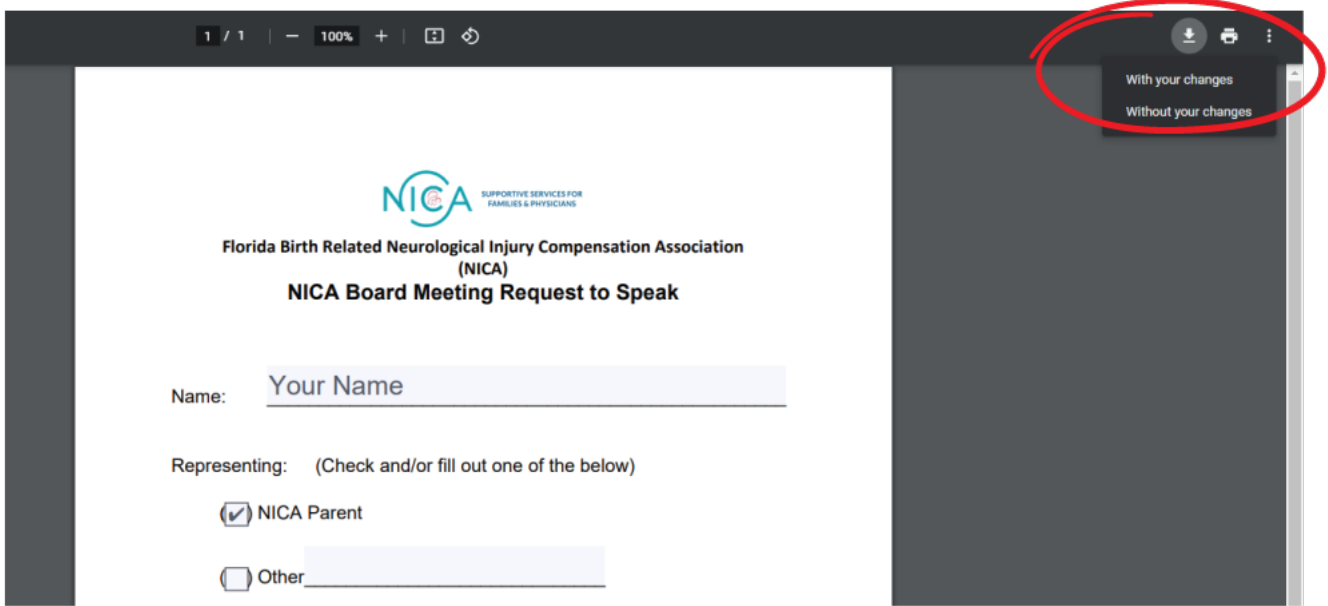 1 / 1 | − 100% + |
With your changes
Without your changes
NICA SUPPORTIVE SERVICES FOR
FAMILIES & PHYSICIANS
Florida Birth Related Neurological Injury Compensation Association
(NICA)
NICA Board Meeting Request to Speak
Name: Your Name
Representing: (Check and/or fill out one of the below)
(✔) NICA Parent
( ) Other